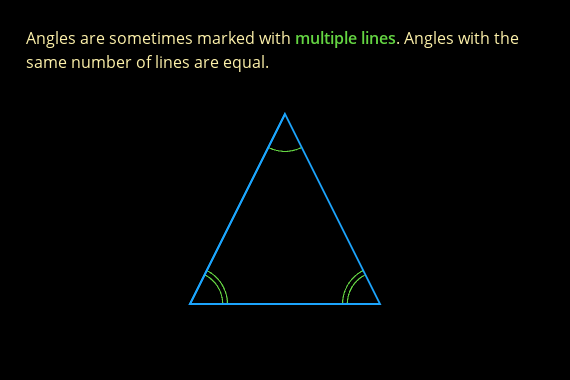 Angles are sometimes marked with multiple lines. Angles with the
same number of lines are equal.